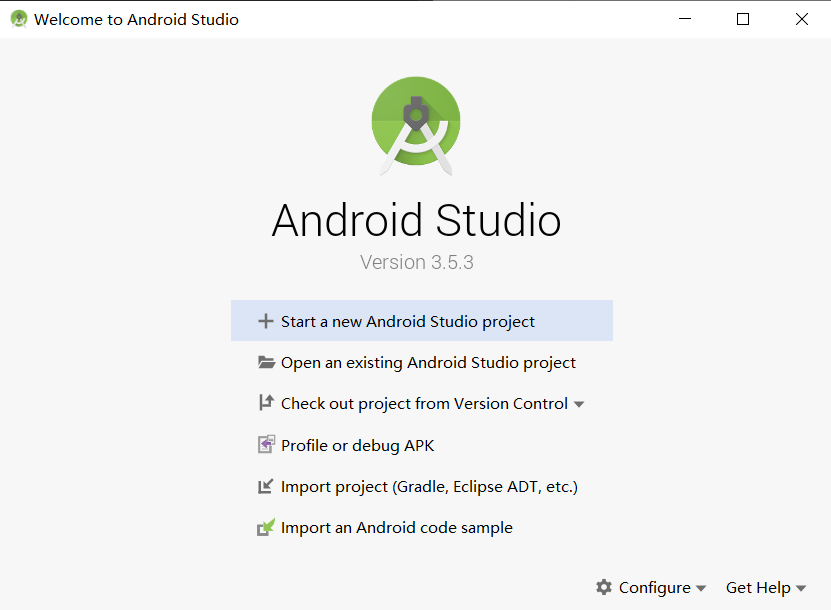 Welcome to Android Studio
Android Studio
Version 3.5.3
Start a new Android Studio project
Open an existing Android Studio project
Check out project from Version Control
Profile or debug APK
Import project (Gradle, Eclipse ADT, etc.)
Import an Android code sample
Configure Get Help